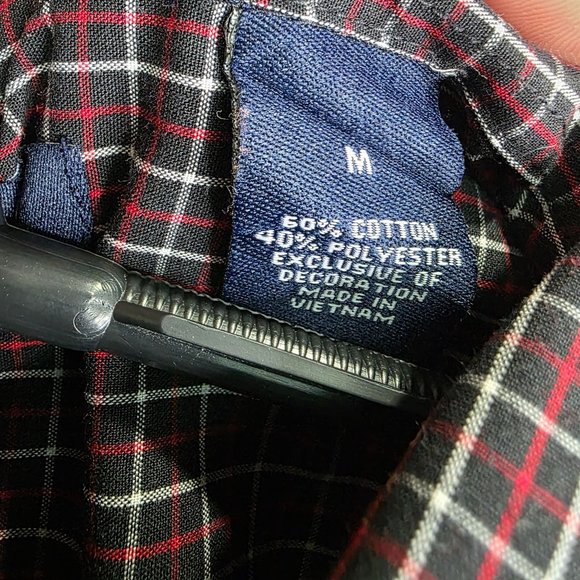 M
60% COTTON
40% POLYESTER
EXCLUSIVE OF
DECORATION
MADE IN
VIETNAM